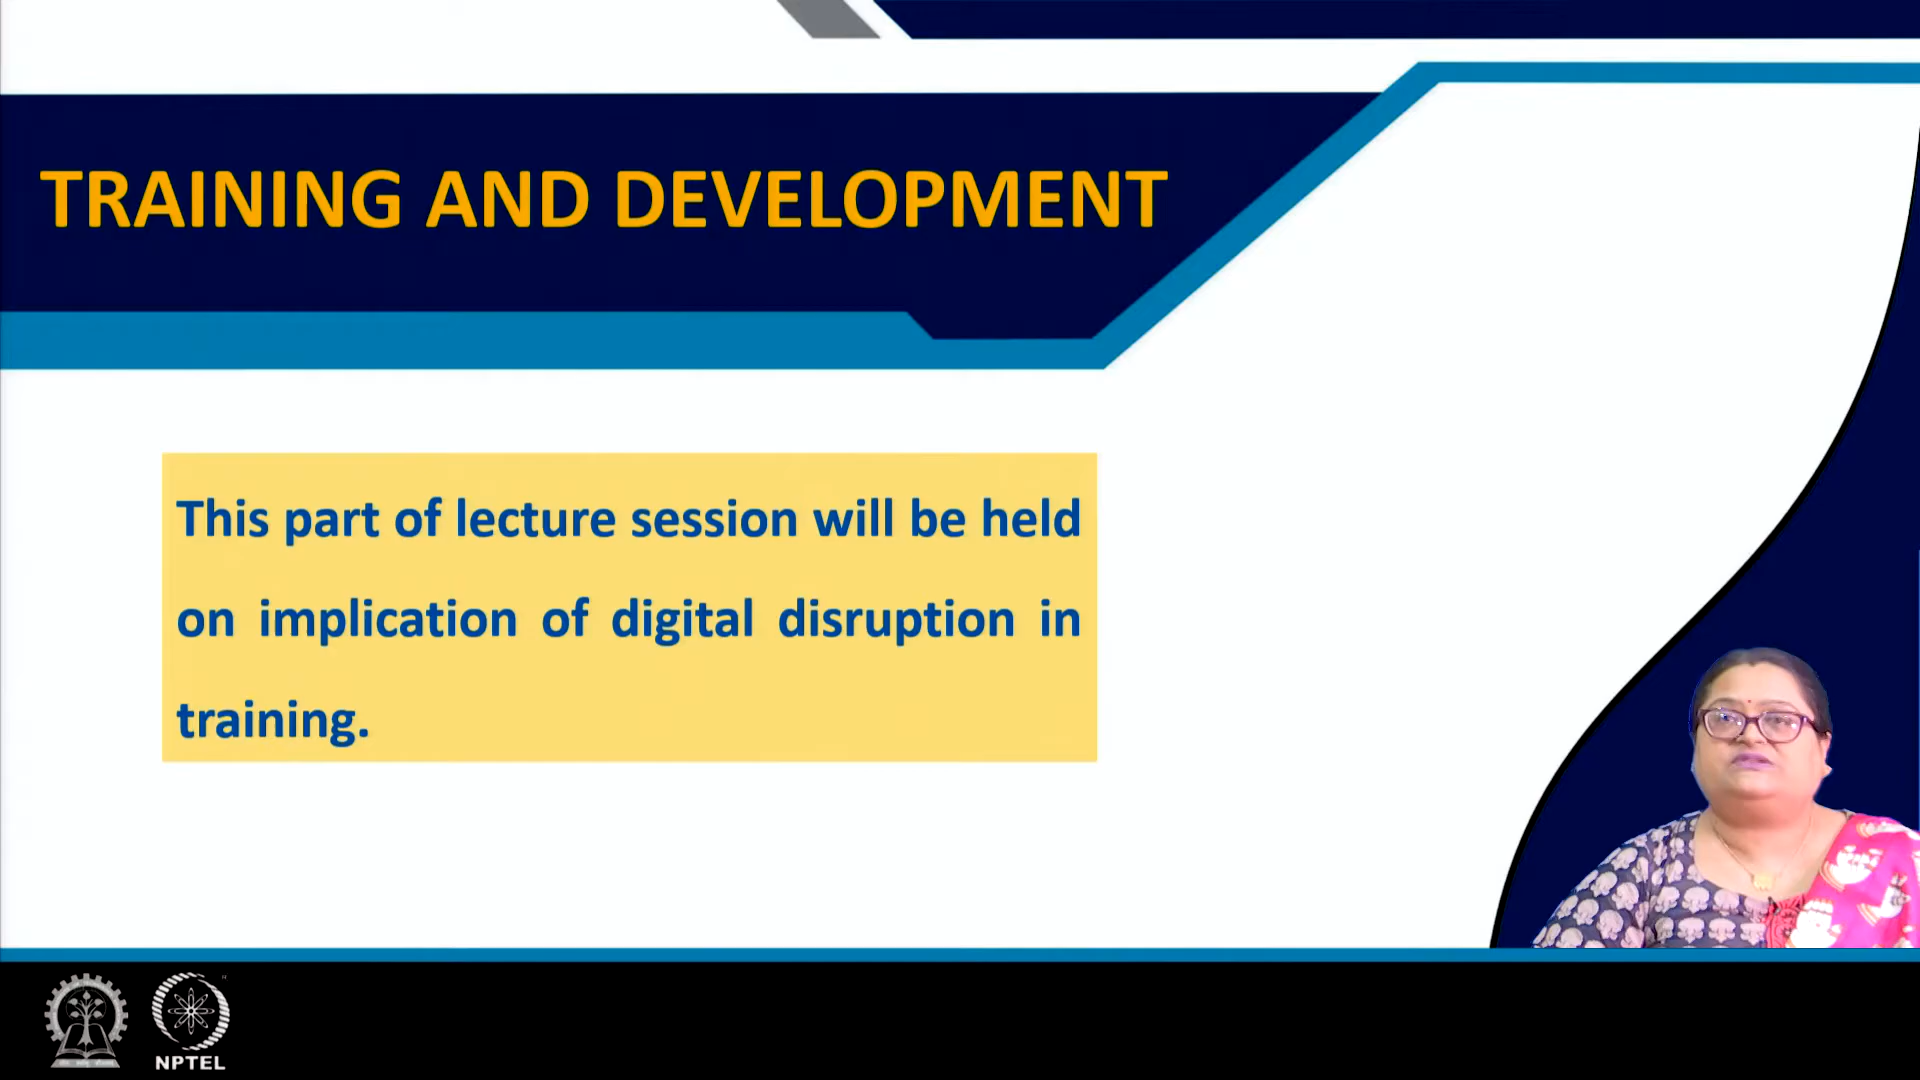 TRAINING AND DEVELOPMENT
This part of lecture session will be held
on implication of digital disruption in
training.
NPTEL